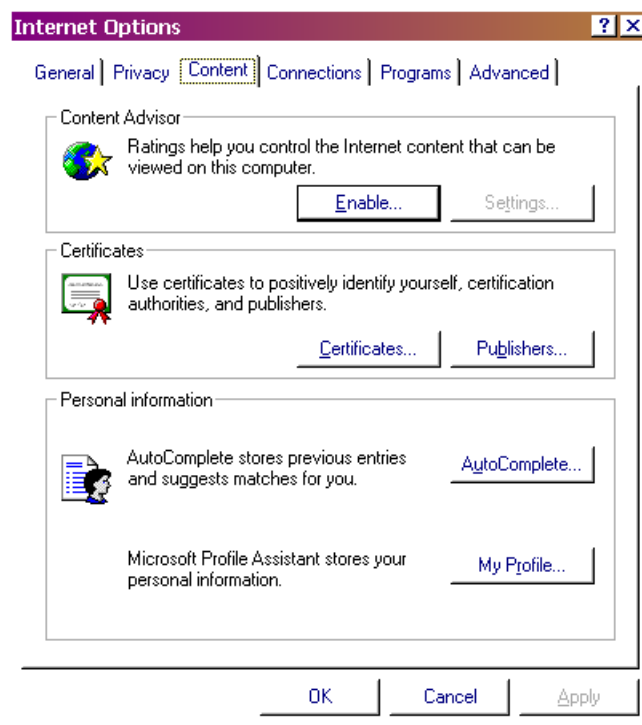 Internet Options
? X
General Privacy Content Connections Programs Advanced
Content Advisor
Ratings help you control the Internet content that can be
viewed on this computer.
Enable... Settings...
Certificates
Use certificates to positively identify yourself, certification
authorities, and publishers.
Certificates... Publishers...
Personal information
AutoComplete stores previous entries
and suggests matches for you.
AutoComplete...
Microsoft Profile Assistant stores your
personal information.
My Profile...
OK Cancel Apply